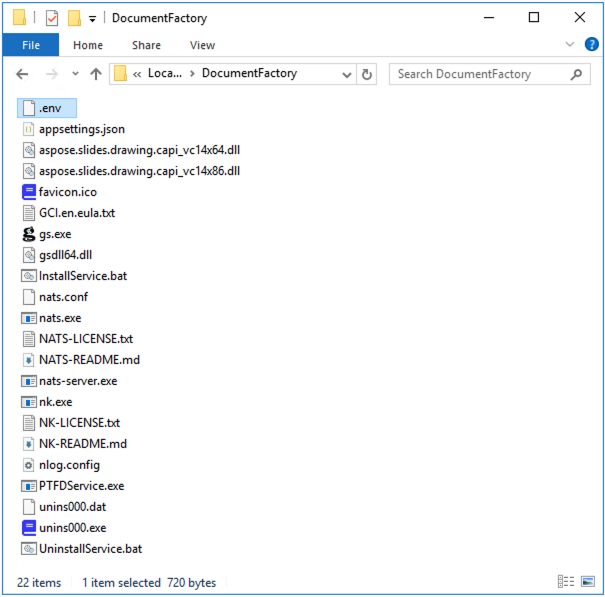 DocumentFactory
File Home Share View
« Loca... > DocumentFactory Search DocumentFactory
.env
appsettings.json
aspose.slides.drawing.capi_vc14x64.dll
aspose.slides.drawing.capi_vc14x86.dll
favicon.ico
GCI.en.eula.txt
gs.exe
gsdll64.dll
InstallService.bat
nats.conf
nats.exe
NATS-LICENSE.txt
NATS-README.md
nats-server.exe
nk.exe
NK-LICENSE.txt
NK-README.md
nlog.config
PTFDService.exe
unins000.dat
unins000.exe
UninstallService.bat
22 items 1 item selected 720 bytes